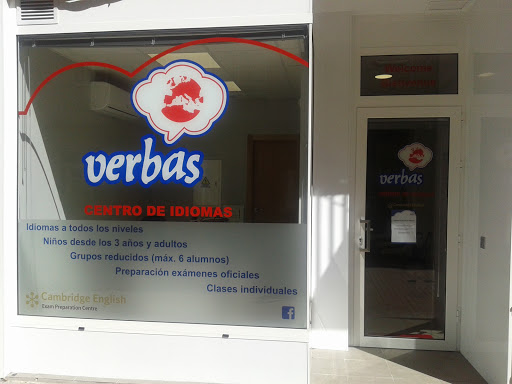 verbas
CENTRO DE IDIOMAS
Idiomas a todos los niveles
Niños desde los 3 años y adultos
Grupos reducidos (máx. 6 alumnos)
Preparación exámenes oficiales
Clases individuales
Cambridge English
Exam Preparation Centre
f
Welcome
verbas